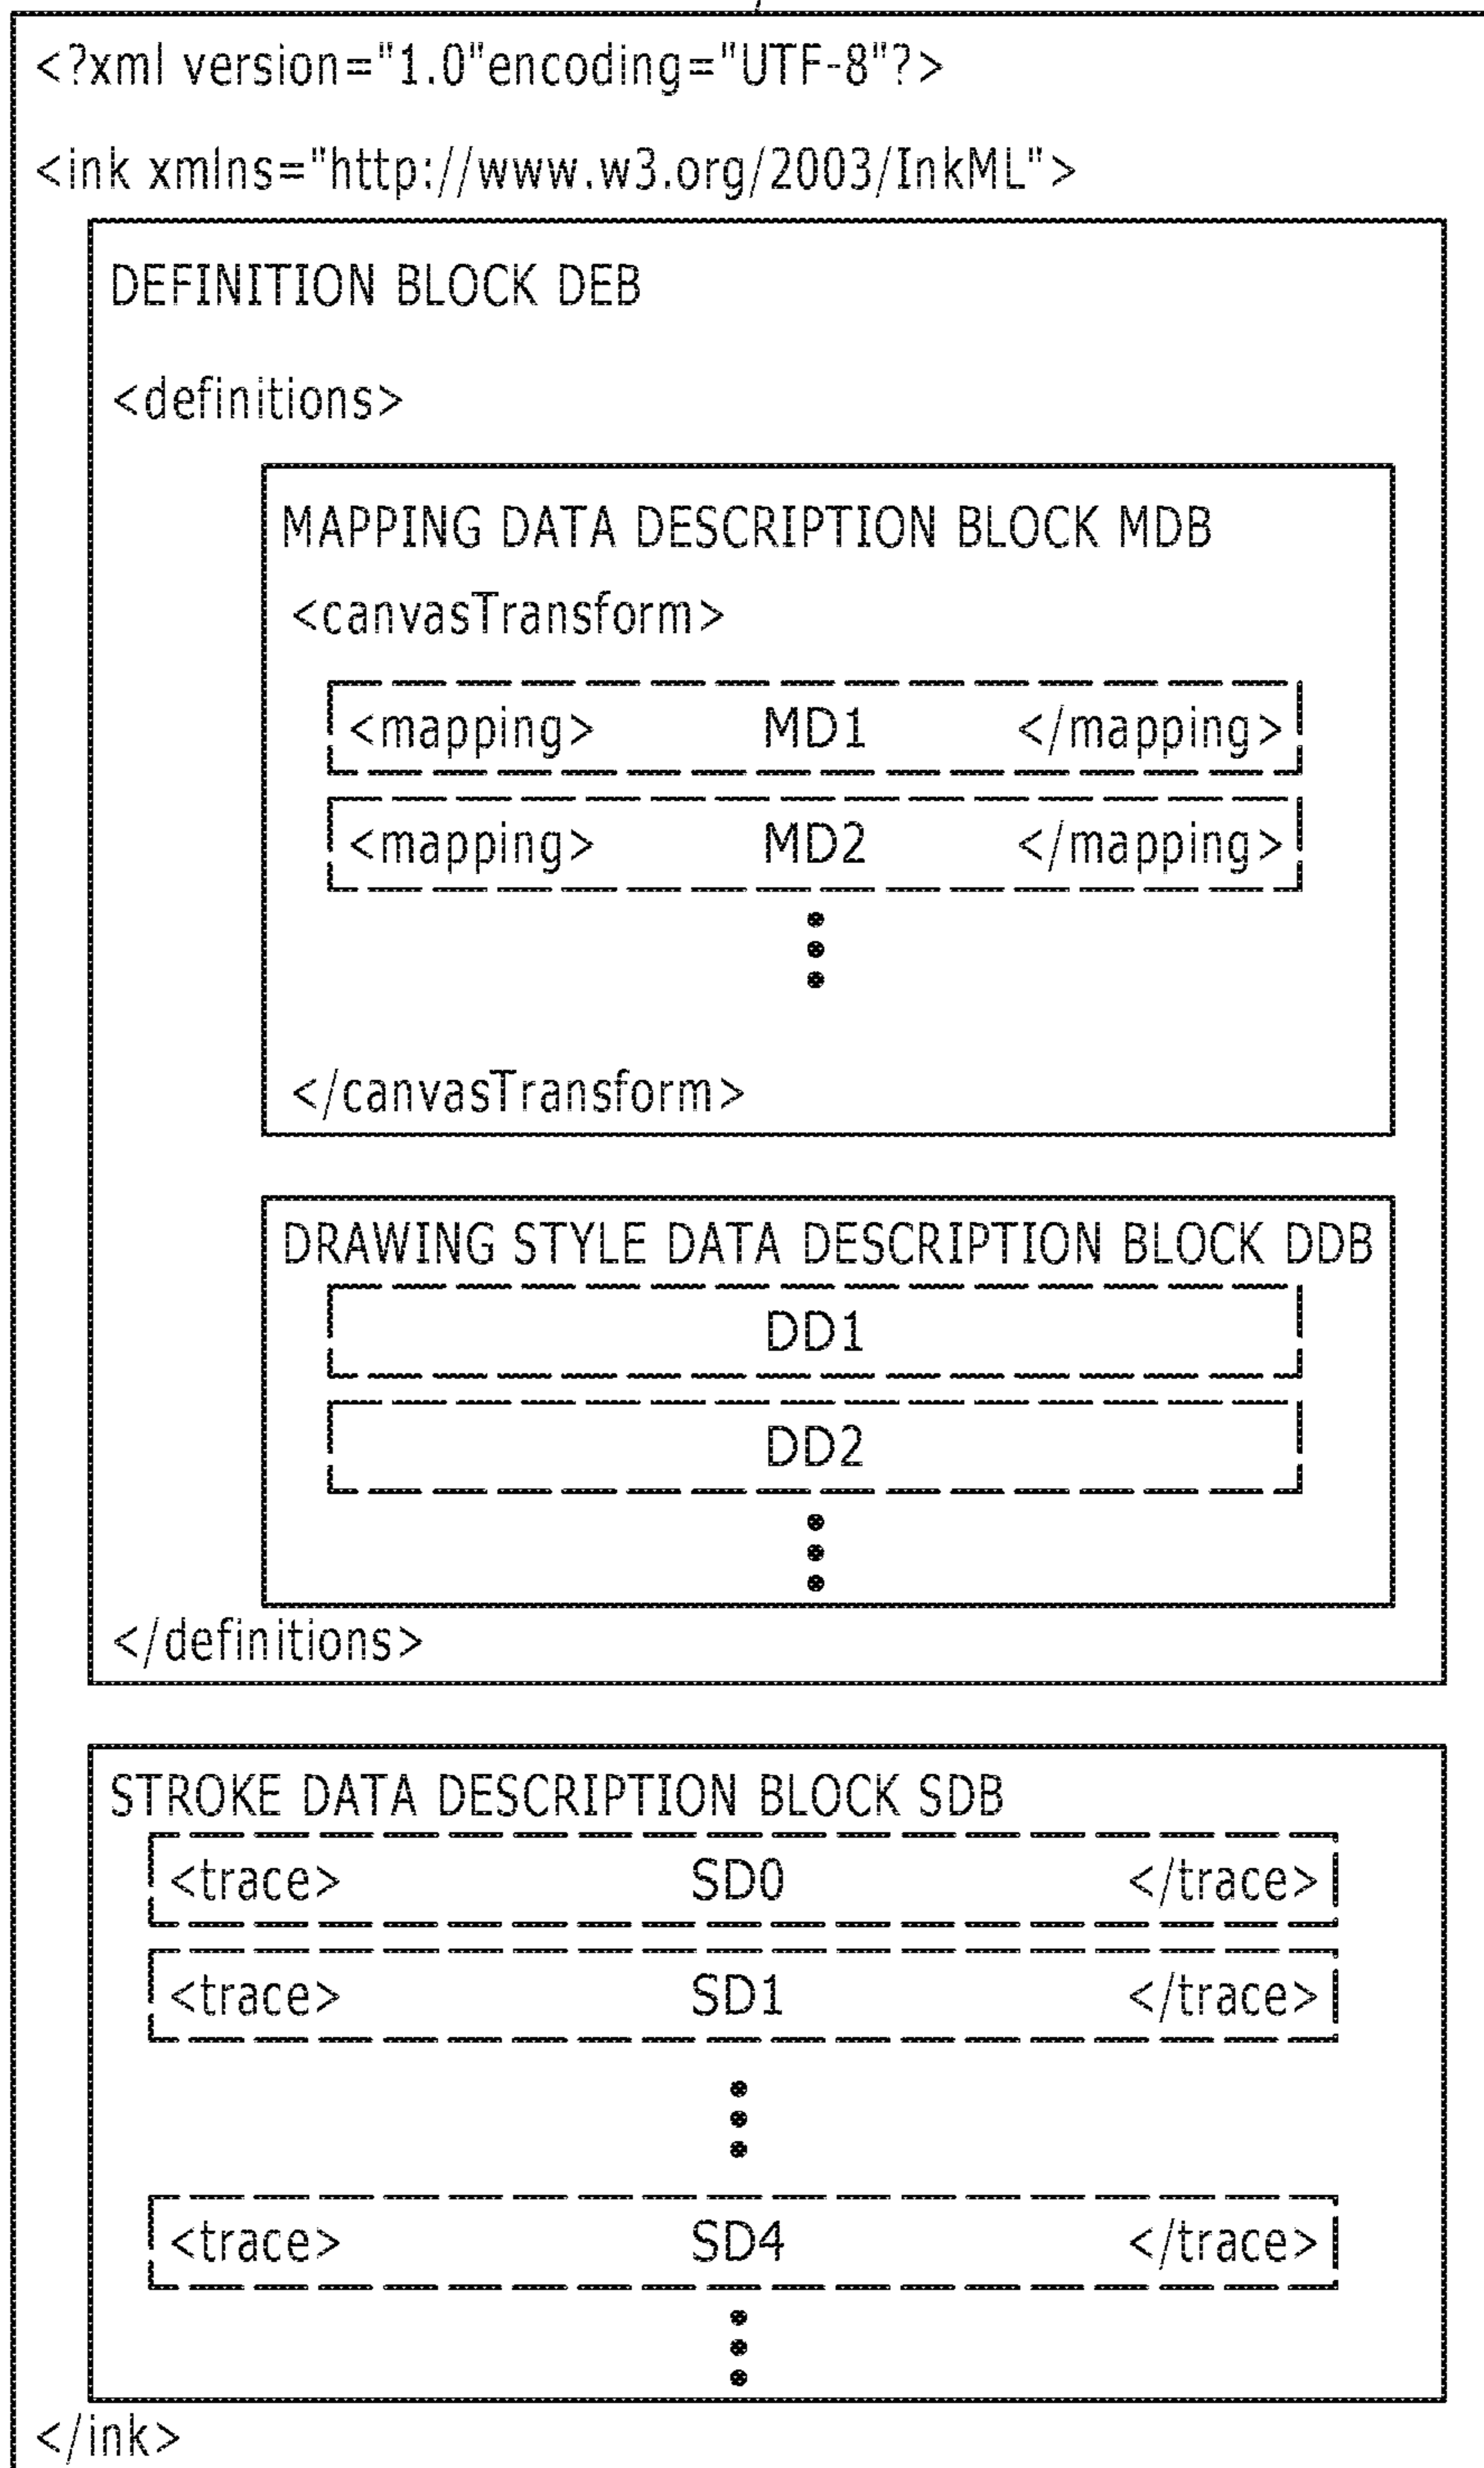 <?xml version="1.0"encoding="UTF-8"?>
<ink xmlns="http://www.w3.org/2003/InkML">
DEFINITION BLOCK DEB
<definitions>
MAPPING DATA DESCRIPTION BLOCK MDB
<canvasTransform>
<mapping> MD1 </mapping>
<mapping> MD2 </mapping>
</canvasTransform>
DRAWING STYLE DATA DESCRIPTION BLOCK DDB
DD1
DD2
</definitions>
STROKE DATA DESCRIPTION BLOCK SDB
<trace> SD0 </trace>
<trace> SD1 </trace>
<trace> SD4 </trace>
</ink>